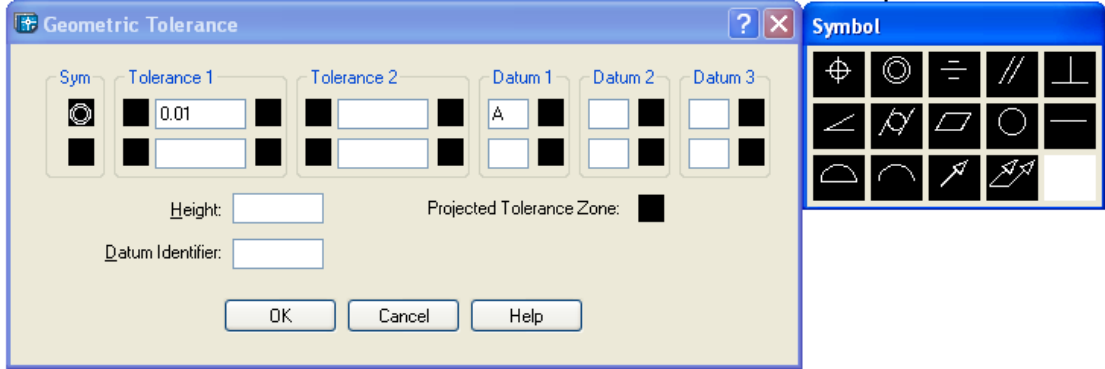 Geometric Tolerance
Symbol
Sym Tolerance 1 Tolerance 2 Datum 1 Datum 2 Datum 3
0.01 A
Height: Projected Tolerance Zone:
Datum Identifier:
OK Cancel Help